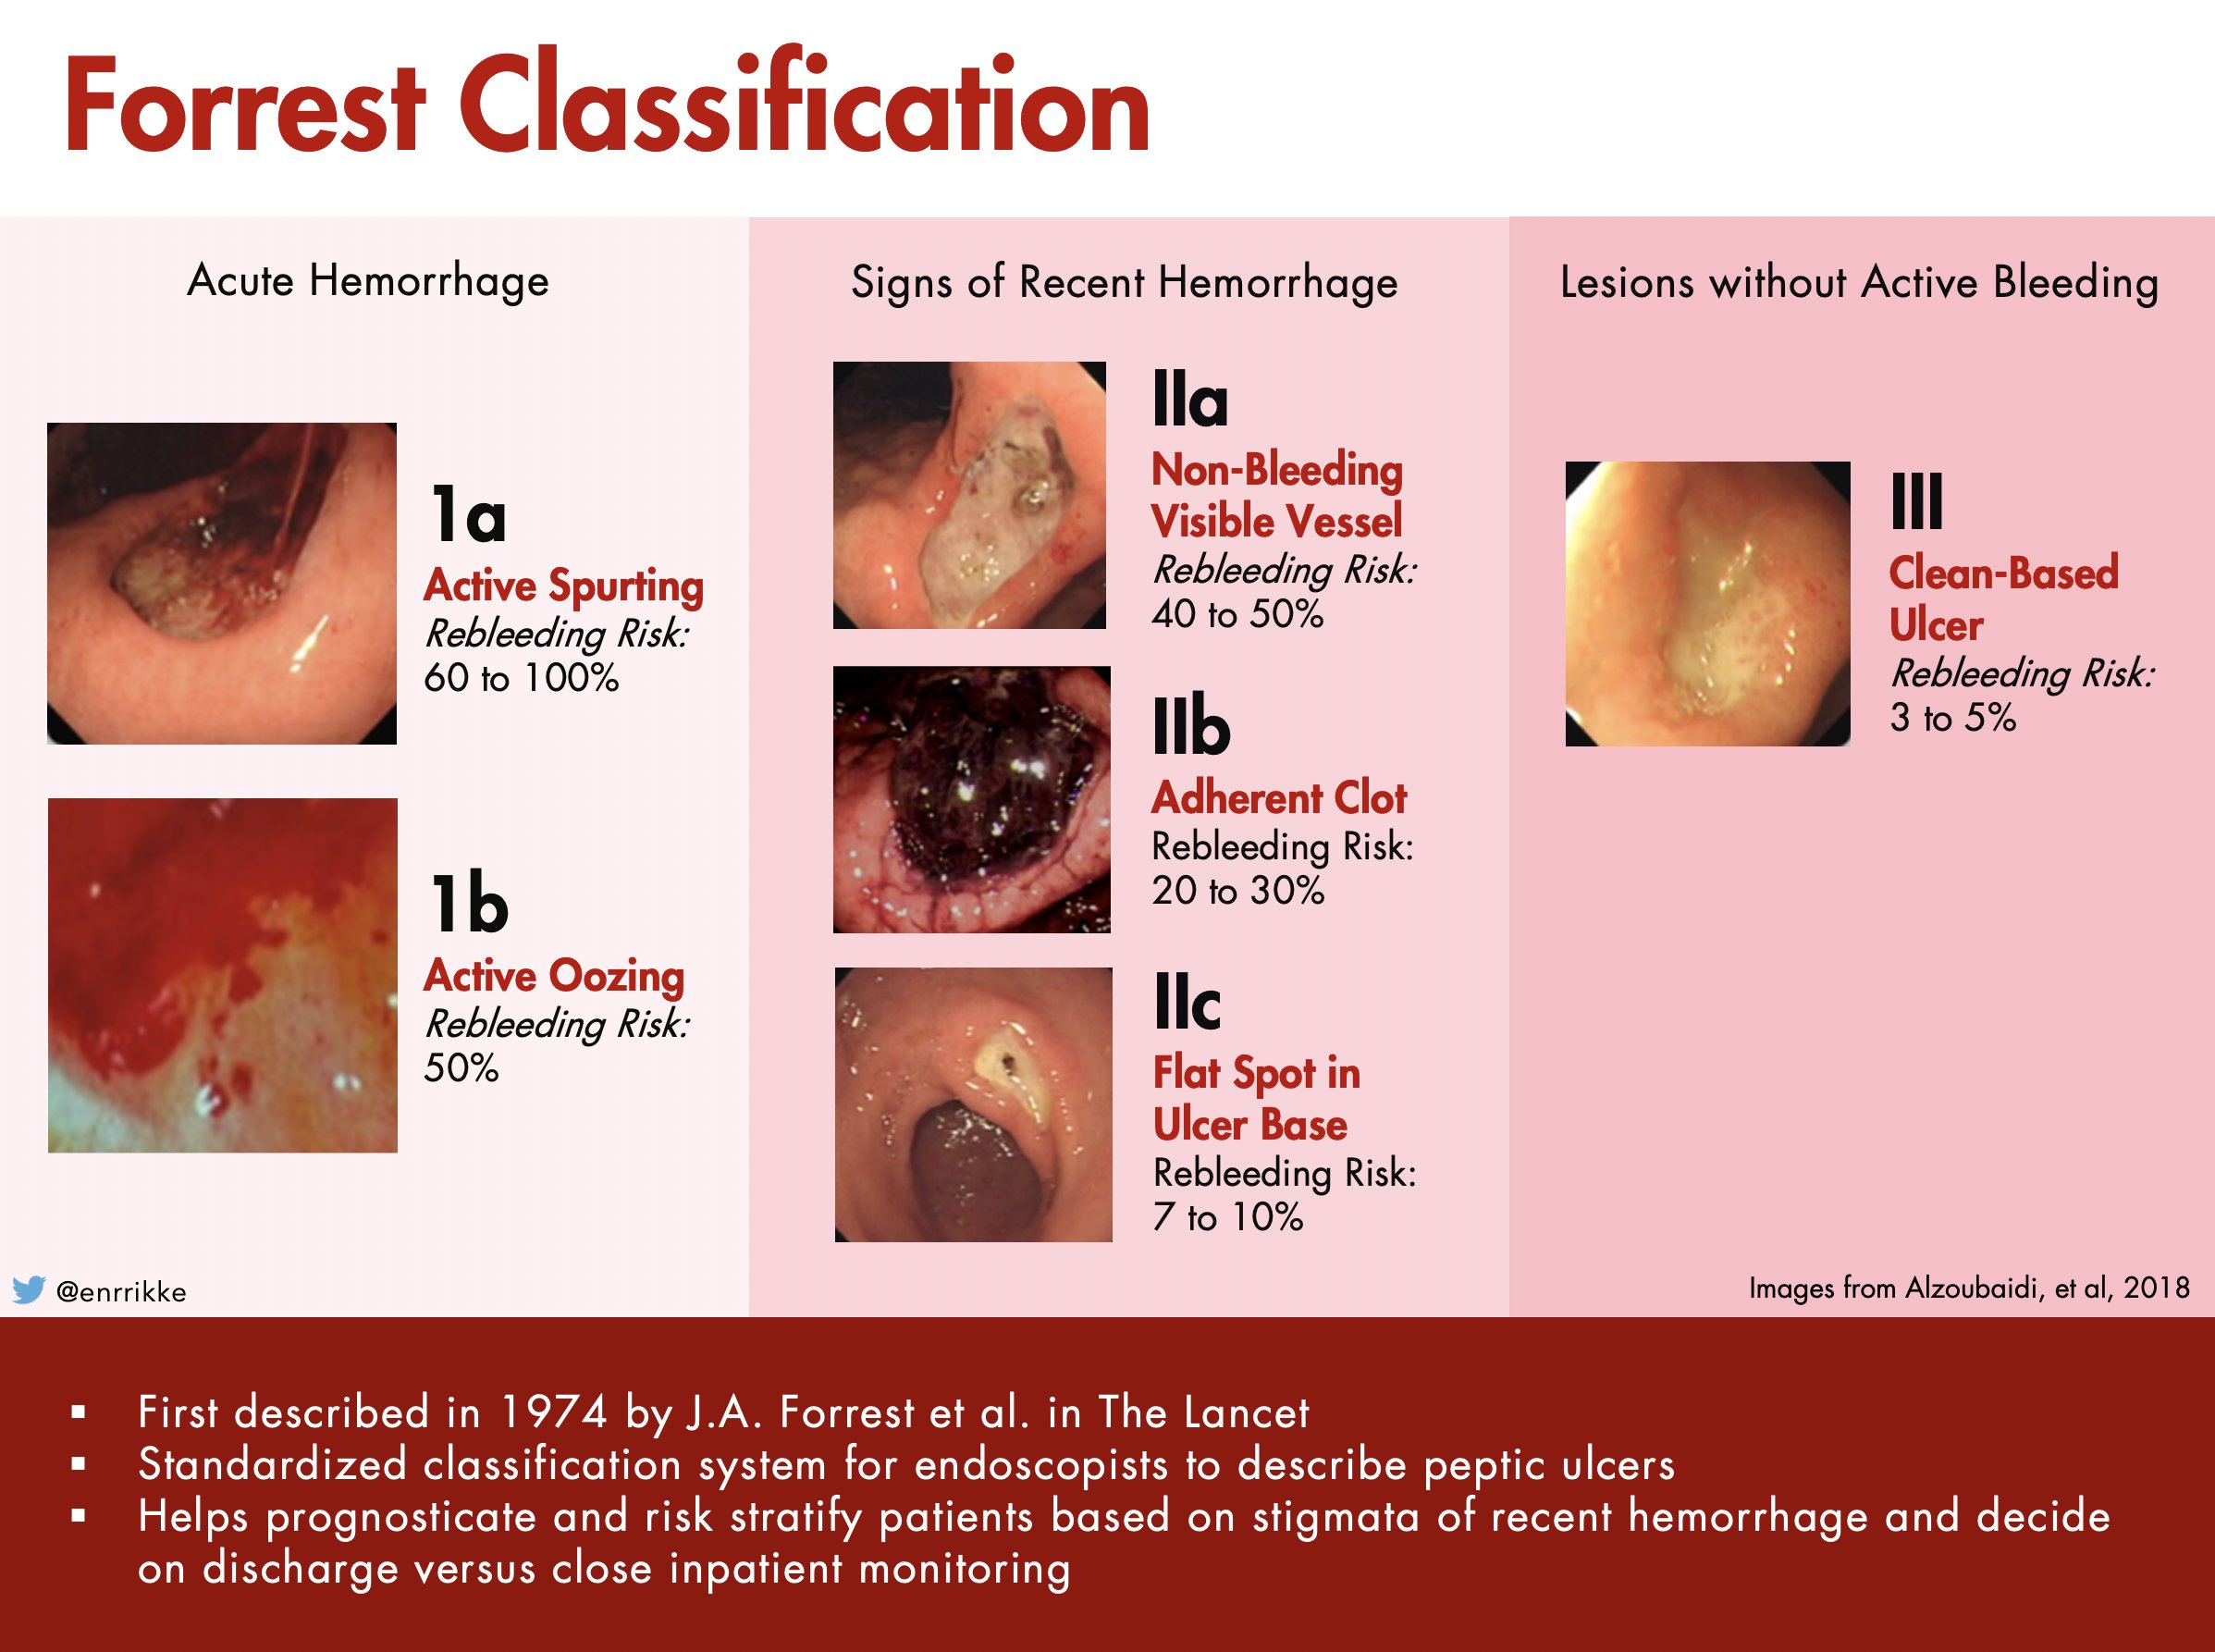 Forrest Classification
Acute Hemorrhage
1a
Active Spurting
Rebleeding Risk:
60 to 100%
1b
Active Oozing
Rebleeding Risk:
50%
Signs of Recent Hemorrhage
IIa
Non-Bleeding
Visible Vessel
Rebleeding Risk:
40 to 50%
IIb
Adherent Clot
Rebleeding Risk:
20 to 30%
IIc
Flat Spot in
Ulcer Base
Rebleeding Risk:
7 to 10%
Lesions without Active Bleeding
III
Clean-Based
Ulcer
Rebleeding Risk:
3 to 5%
@enrrikke
Images from Alzoubaidi, et al, 2018
▪ First described in 1974 by J.A. Forrest et al. in The Lancet
▪ Standardized classification system for endoscopists to describe peptic ulcers
▪ Helps prognosticate and risk stratify patients based on stigmata of recent hemorrhage and decide
on discharge versus close inpatient monitoring